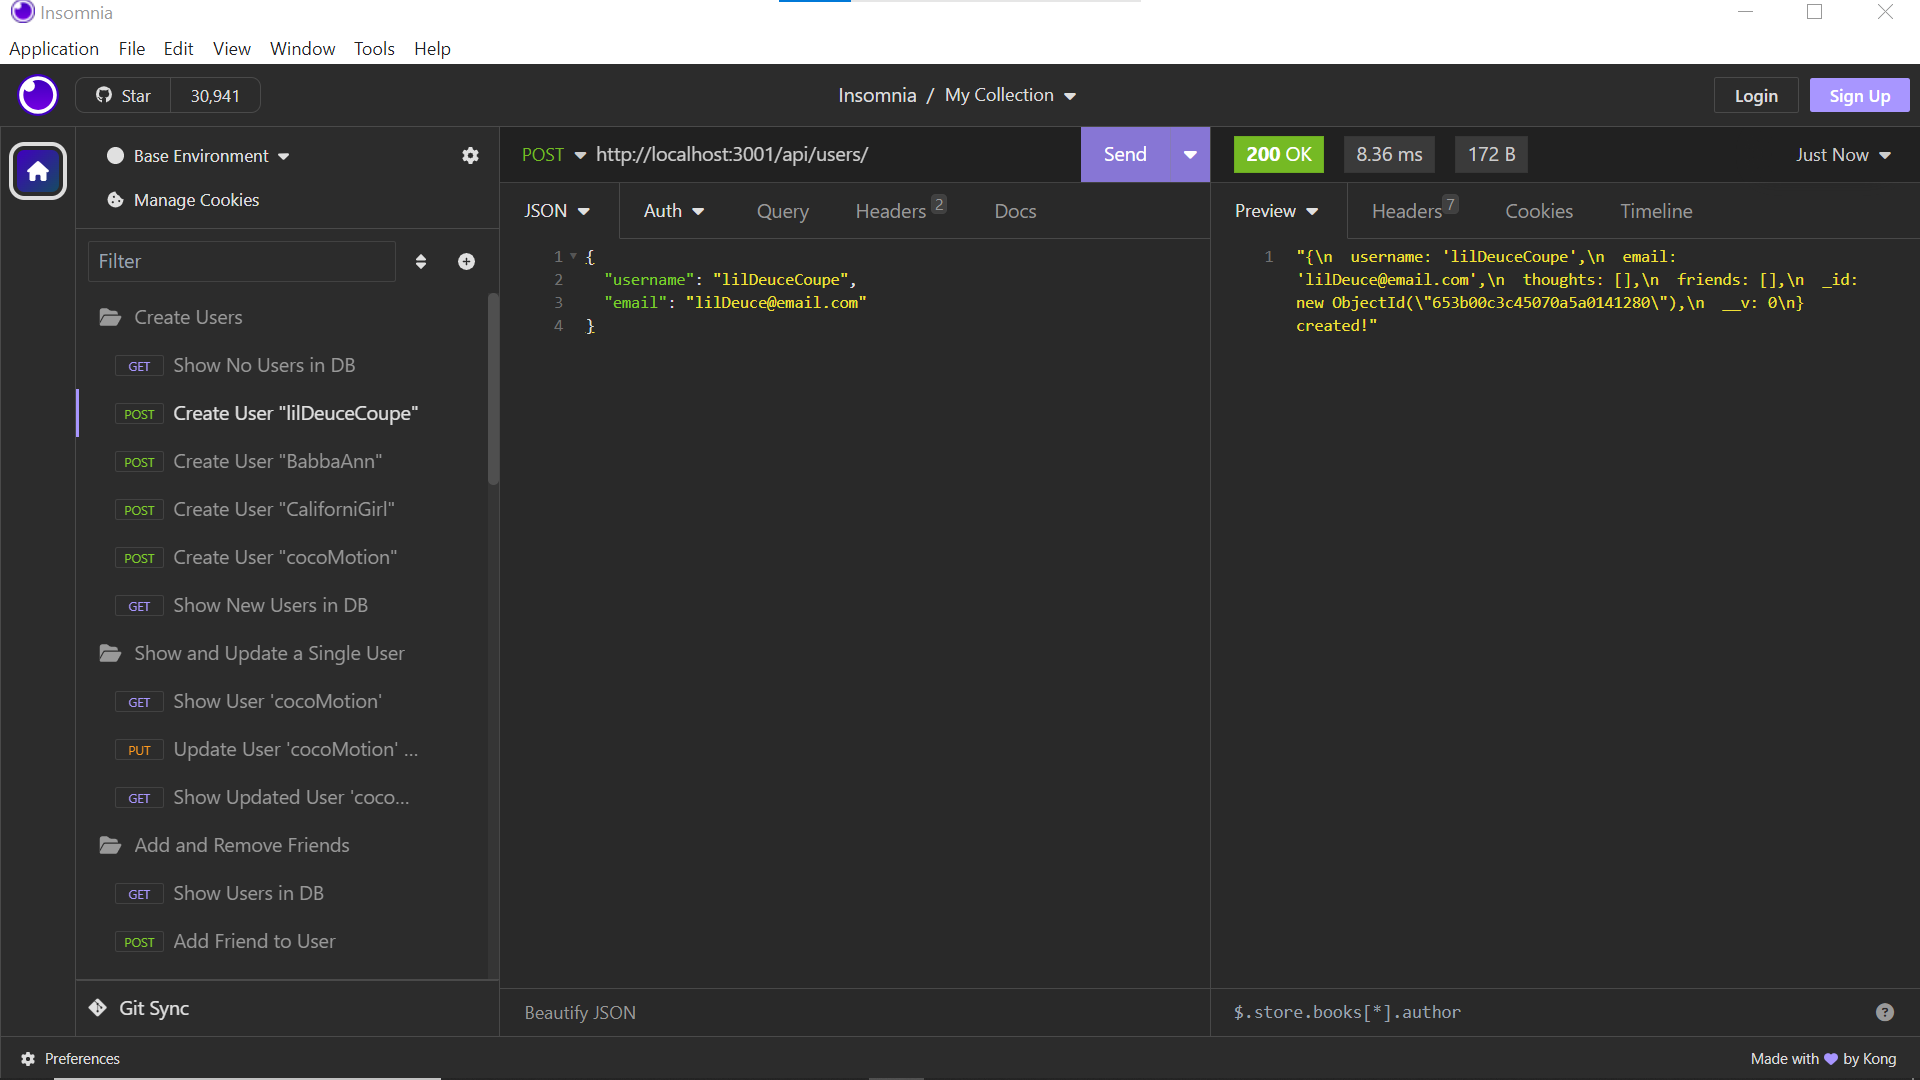 Insomnia
Application File Edit View Window Tools Help
Star 30,941
Insomnia / My Collection
Login Sign Up
Base Environment
Manage Cookies
Filter
Create Users
GET Show No Users in DB
POST Create User "lilDeuceCoupe"
POST Create User "BabbaAnn"
POST Create User "CaliforniGirl"
POST Create User "cocoMotion"
GET Show New Users in DB
Show and Update a Single User
GET Show User 'cocoMotion'
PUT Update User 'cocoMotion' ...
GET Show Updated User 'coco...
Add and Remove Friends
GET Show Users in DB
POST Add Friend to User
Git Sync
Preferences
POST http://localhost:3001/api/users/ Send
JSON Auth Query Headers 2 Docs
1 {
2 "username": "lilDeuceCoupe",
3 "email": "lilDeuce@email.com"
4 }
Beautify JSON
200 OK 8.36 ms 172 B Just Now
Preview Headers 7 Cookies Timeline
1 "{\n  username: 'lilDeuceCoupe',\n  email:
'lilDeuce@email.com',\n  thoughts: [],\n  friends: [],\n  _id:
new ObjectId(\"653b00c3c45070a5a0141280\"),\n  __v: 0\n}
created!"
$.store.books[*].author ?
Made with by Kong